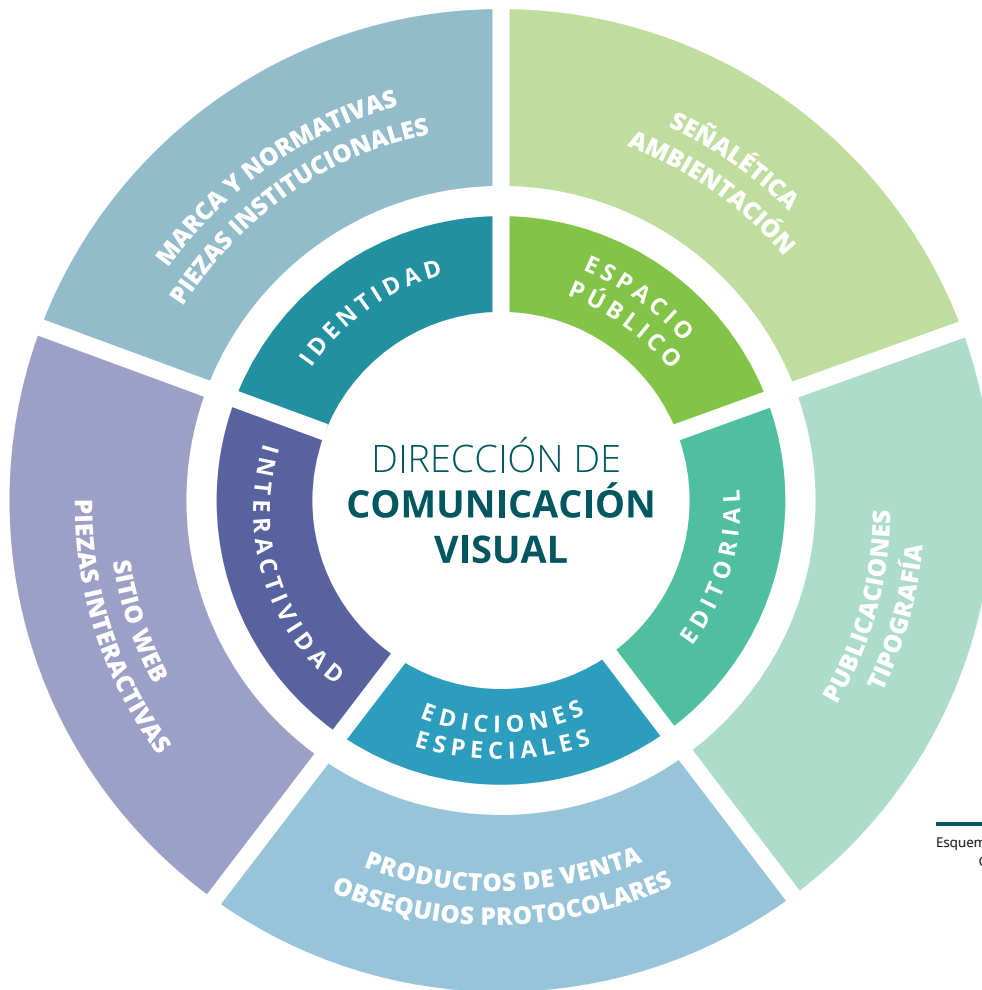 MARCA Y NORMATIVAS
PIEZAS INSTITUCIONALES
SEÑALÉTICA
AMBIENTACIÓN
IDENTIDAD
ESPACIO
PÚBLICO
DIRECCIÓN DE
COMUNICACIÓN
VISUAL
INTERACTIVIDAD
EDITORIAL
SITIO WEB
PIEZAS INTERACTIVAS
PUBLICACIONES
TIPOGRAFÍA
EDICIONES
ESPECIALES
PRODUCTOS DE VENTA
OBSEQUIOS PROTOCOLARES